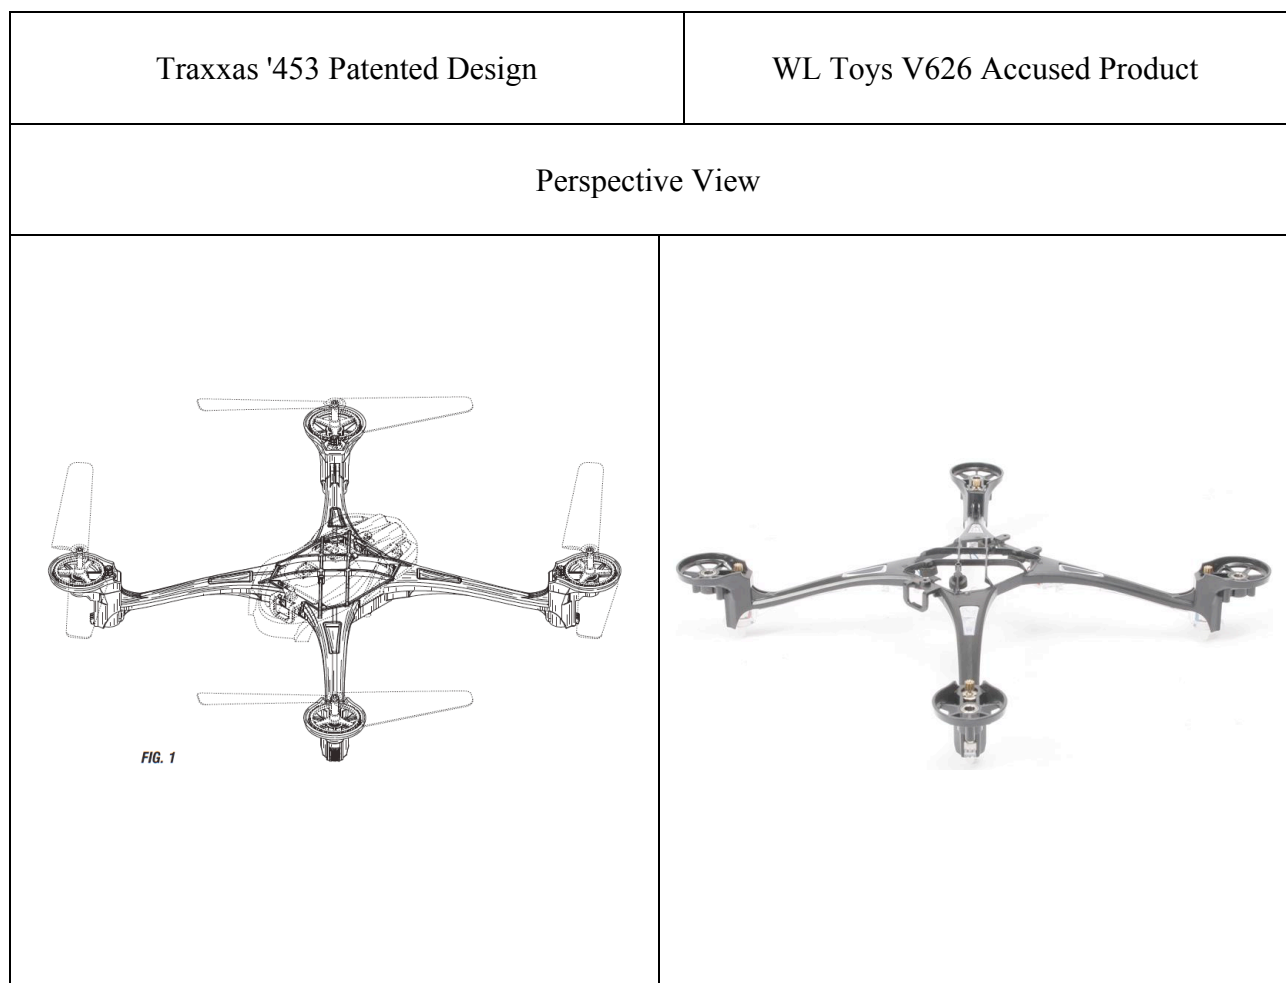 Traxxas '453 Patented Design
WL Toys V626 Accused Product
Perspective View
FIG. 1